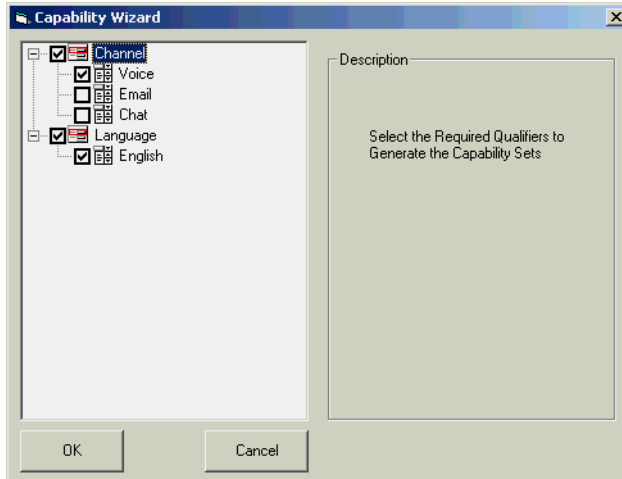 Capability Wizard
Channel
Voice
Email
Chat
Language
English
Description
Select the Required Qualifiers to
Generate the Capability Sets
OK
Cancel